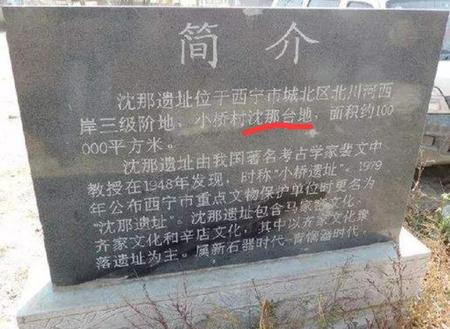 简介
沈那遗址位于西宁市城北区北川河西
岸三级阶地、小桥村沈那台地，面积约100
000平方米。
沈那遗址由我国著名考古学家裴文中
教授在1948年发现，时称"小桥遗址"。1979
年公布西宁市重点文物保护单位时更名为
"沈那遗址"。沈那遗址包含马家窑文化、
齐家文化和辛店文化，其中以齐家文化聚
落遗址为主。属新石器时代-青铜器时代。